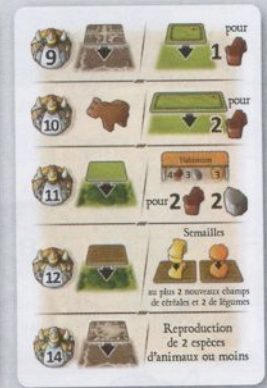 pour
9
1
pour
10
2
11
4 3 3
pour 2 2
Semailles
12
au plus 2 nouveaux champs
de céréales et 2 de légumes
14
Reproduction
de 2 espèces
d'animaux ou moins